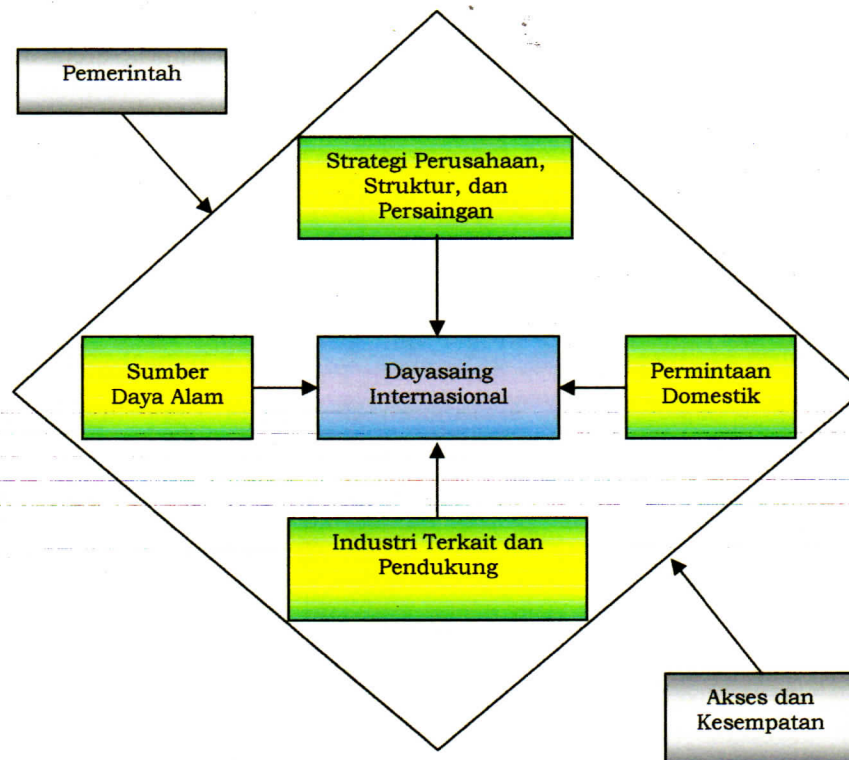 Pemerintah
Strategi Perusahaan,
Struktur, dan
Persaingan
Sumber
Daya Alam
Dayasaing
Internasional
Permintaan
Domestik
Industri Terkait dan
Pendukung
Akses dan
Kesempatan